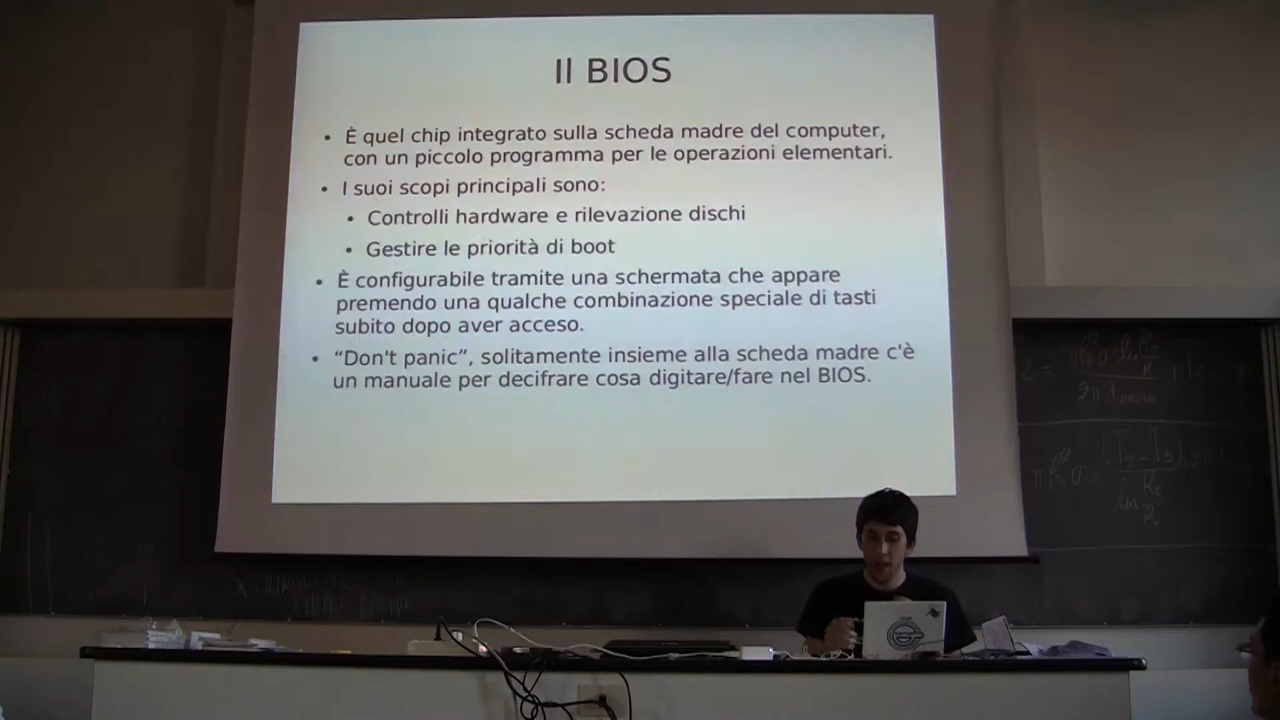 Il BIOS
• È quel chip integrato sulla scheda madre del computer,
con un piccolo programma per le operazioni elementari.
• I suoi scopi principali sono:
• Controlli hardware e rilevazione dischi
• Gestire le priorità di boot
• È configurabile tramite una schermata che appare
premendo una qualche combinazione speciale di tasti
subito dopo aver acceso.
• “Don't panic”, solitamente insieme alla scheda madre c'è
un manuale per decifrare cosa digitare/fare nel BIOS.